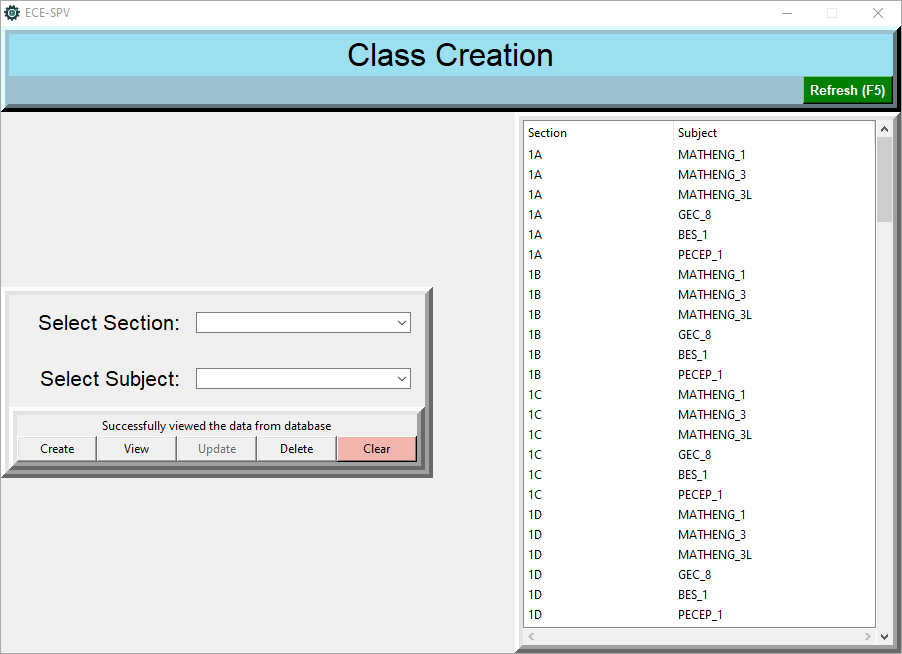 ECE-SPV
Class Creation
Refresh (F5)
Select Section:
Select Subject:
Successfully viewed the data from database
Create View Update Delete Clear
Section Subject
1A MATHENG_1
1A MATHENG_3
1A MATHENG_3L
1A GEC_8
1A BES_1
1A PECEP_1
1B MATHENG_1
1B MATHENG_3
1B MATHENG_3L
1B GEC_8
1B BES_1
1B PECEP_1
1C MATHENG_1
1C MATHENG_3
1C MATHENG_3L
1C GEC_8
1C BES_1
1C PECEP_1
1D MATHENG_1
1D MATHENG_3
1D MATHENG_3L
1D GEC_8
1D BES_1
1D PECEP_1